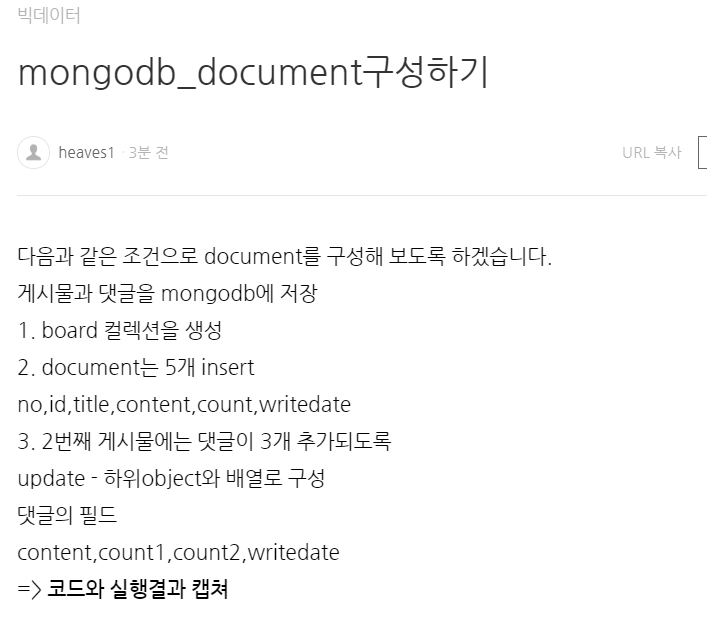 빅데이터
mongodb_document구성하기
heaves1 · 3분 전
URL 복사
다음과 같은 조건으로 document를 구성해 보도록 하겠습니다.
게시물과 댓글을 mongodb에 저장
1. board 컬렉션을 생성
2. document는 5개 insert
no,id,title,content,count,writedate
3. 2번째 게시물에는 댓글이 3개 추가되도록
update - 하위object와 배열로 구성
댓글의 필드
content,count1,count2,writedate
=> 코드와 실행결과 캡쳐